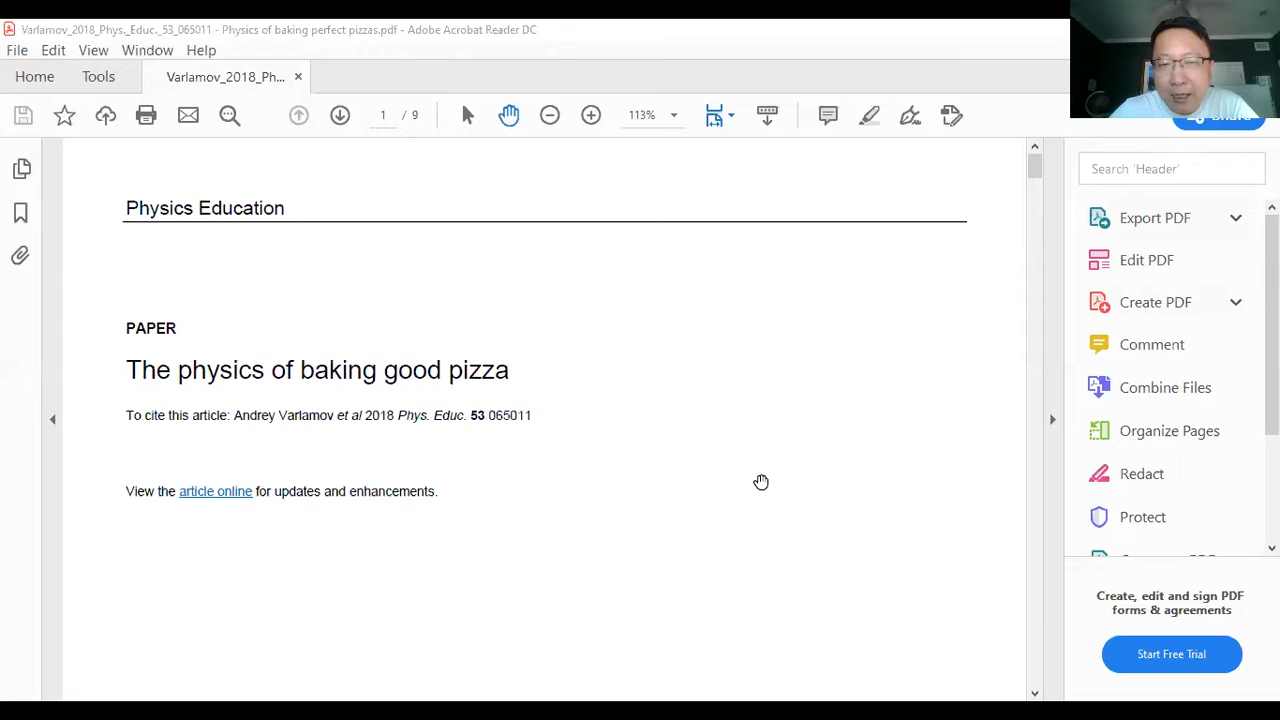 Varlamov_2018_Phys._Educ._53_065011 - Physics of baking perfect pizzas.pdf - Adobe Acrobat Reader DC
File Edit View Window Help
Home Tools Varlamov_2018_Ph... ×
1 / 9 113%
Share
Search 'Header'
Physics Education
Export PDF
Edit PDF
Create PDF
PAPER
Comment
The physics of baking good pizza
Combine Files
To cite this article: Andrey Varlamov et al 2018 Phys. Educ. 53 065011
Organize Pages
Redact
View the article online for updates and enhancements.
Protect
Create, edit and sign PDF
forms & agreements
Start Free Trial